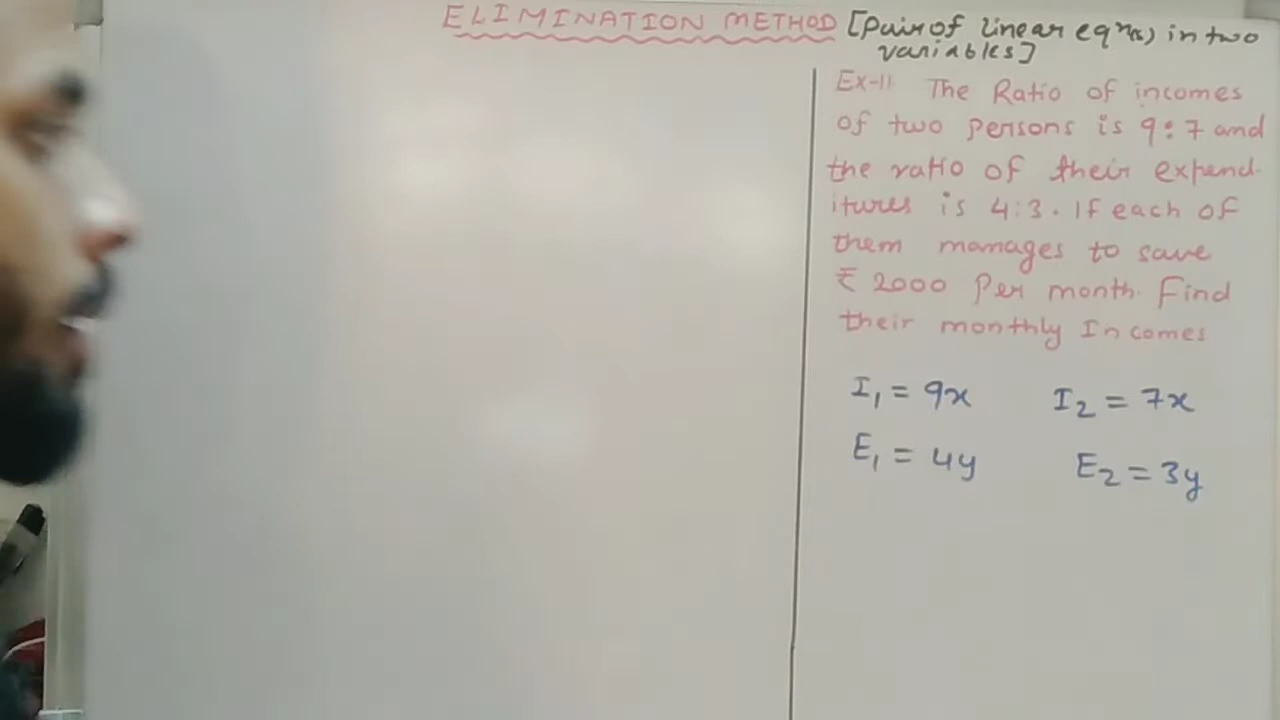 ELIMINATION METHOD [Pair of linear eqn(s) in two
variables]
Ex-11 The Ratio of incomes
of two persons is 9:7 and
the ratio of their expend-
itures is 4:3. If each of
them manages to save
₹ 2000 Per month. Find
their monthly Incomes
I₁ = 9x I₂ = 7x
E₁ = 4y E₂ = 3y